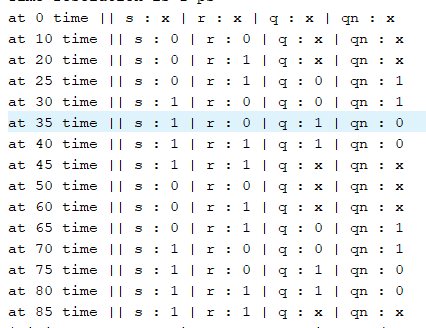 at 0 time || s : x | r : x | q : x | qn : x
at 10 time || s : 0 | r : 0 | q : x | qn : x
at 20 time || s : 0 | r : 1 | q : x | qn : x
at 25 time || s : 0 | r : 1 | q : 0 | qn : 1
at 30 time || s : 1 | r : 0 | q : 0 | qn : 1
at 35 time || s : 1 | r : 0 | q : 1 | qn : 0
at 40 time || s : 1 | r : 1 | q : 1 | qn : 0
at 45 time || s : 1 | r : 1 | q : x | qn : x
at 50 time || s : 0 | r : 0 | q : x | qn : x
at 60 time || s : 0 | r : 1 | q : x | qn : x
at 65 time || s : 0 | r : 1 | q : 0 | qn : 1
at 70 time || s : 1 | r : 0 | q : 0 | qn : 1
at 75 time || s : 1 | r : 0 | q : 1 | qn : 0
at 80 time || s : 1 | r : 1 | q : 1 | qn : 0
at 85 time || s : 1 | r : 1 | q : x | qn : x